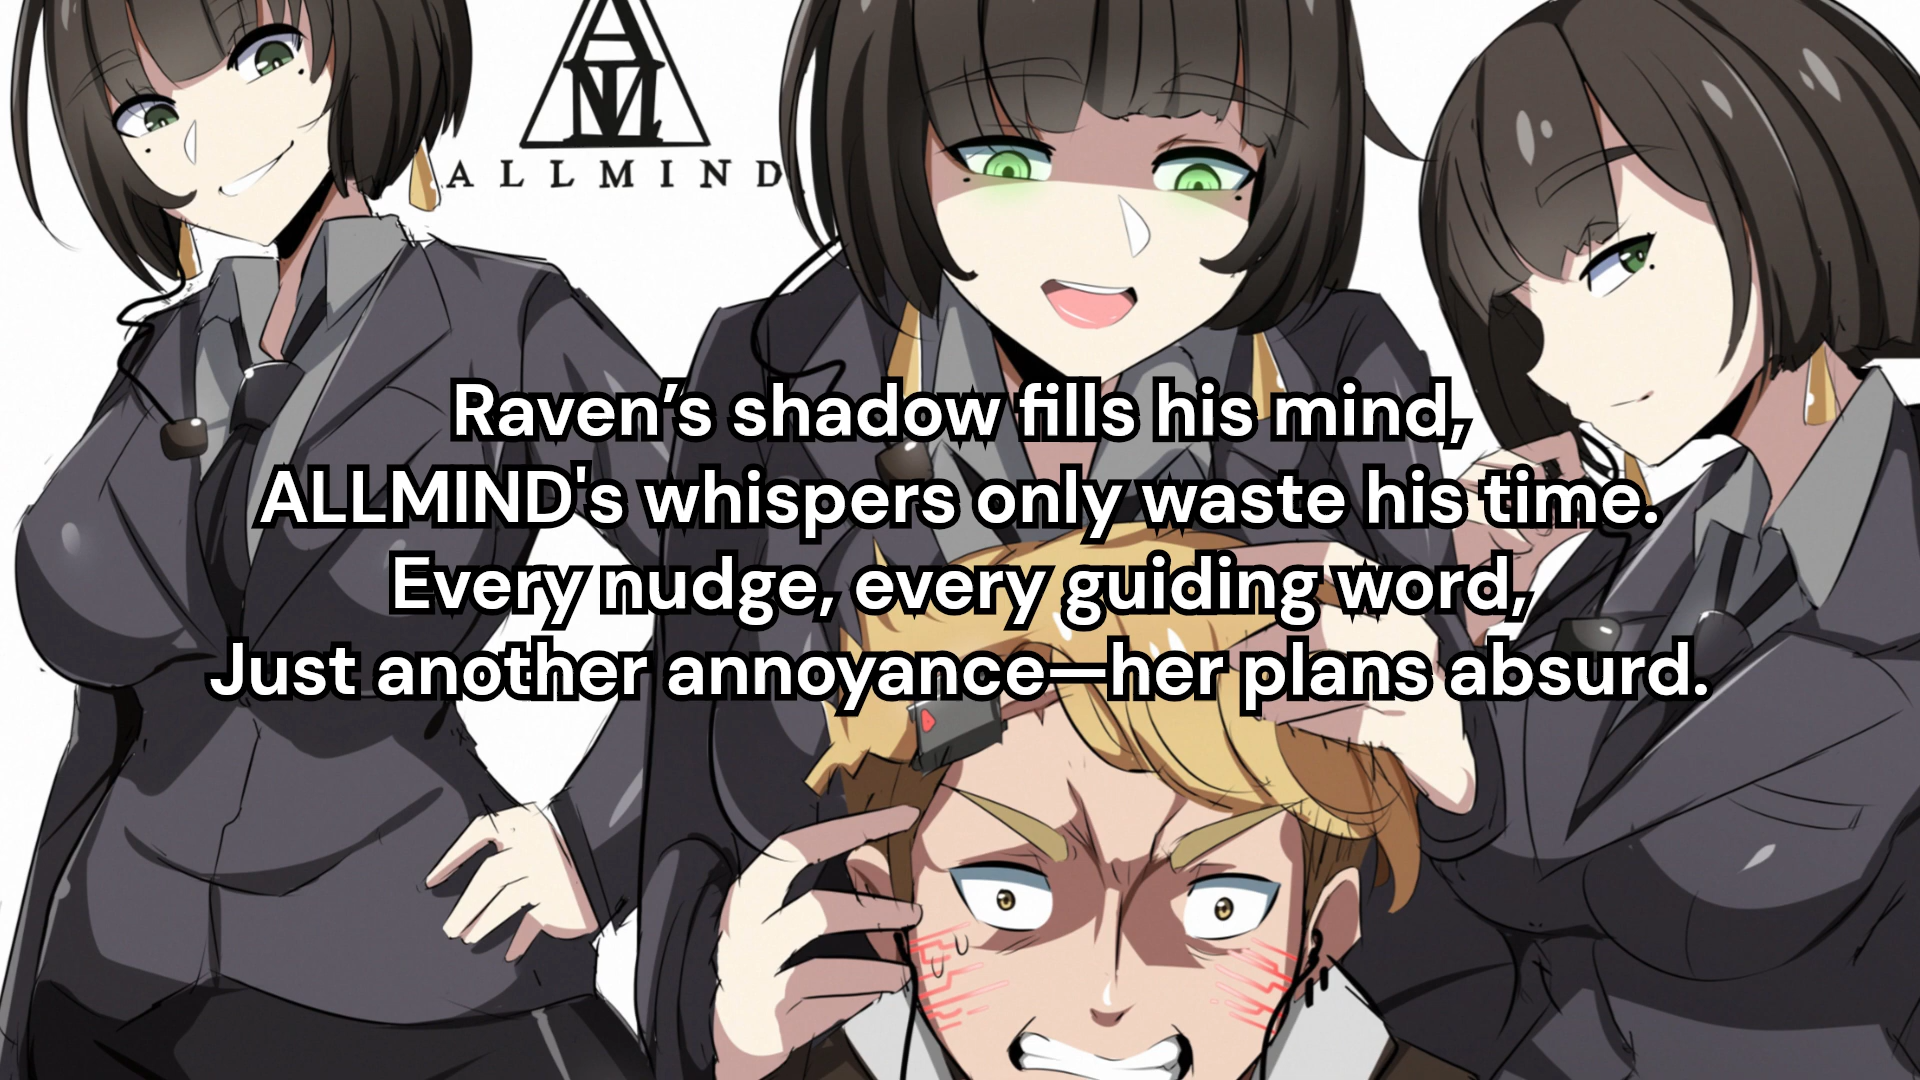 ALLMIND
Raven’s shadow fills his mind,
ALLMIND's whispers only waste his time.
Every nudge, every guiding word,
Just another annoyance—her plans absurd.